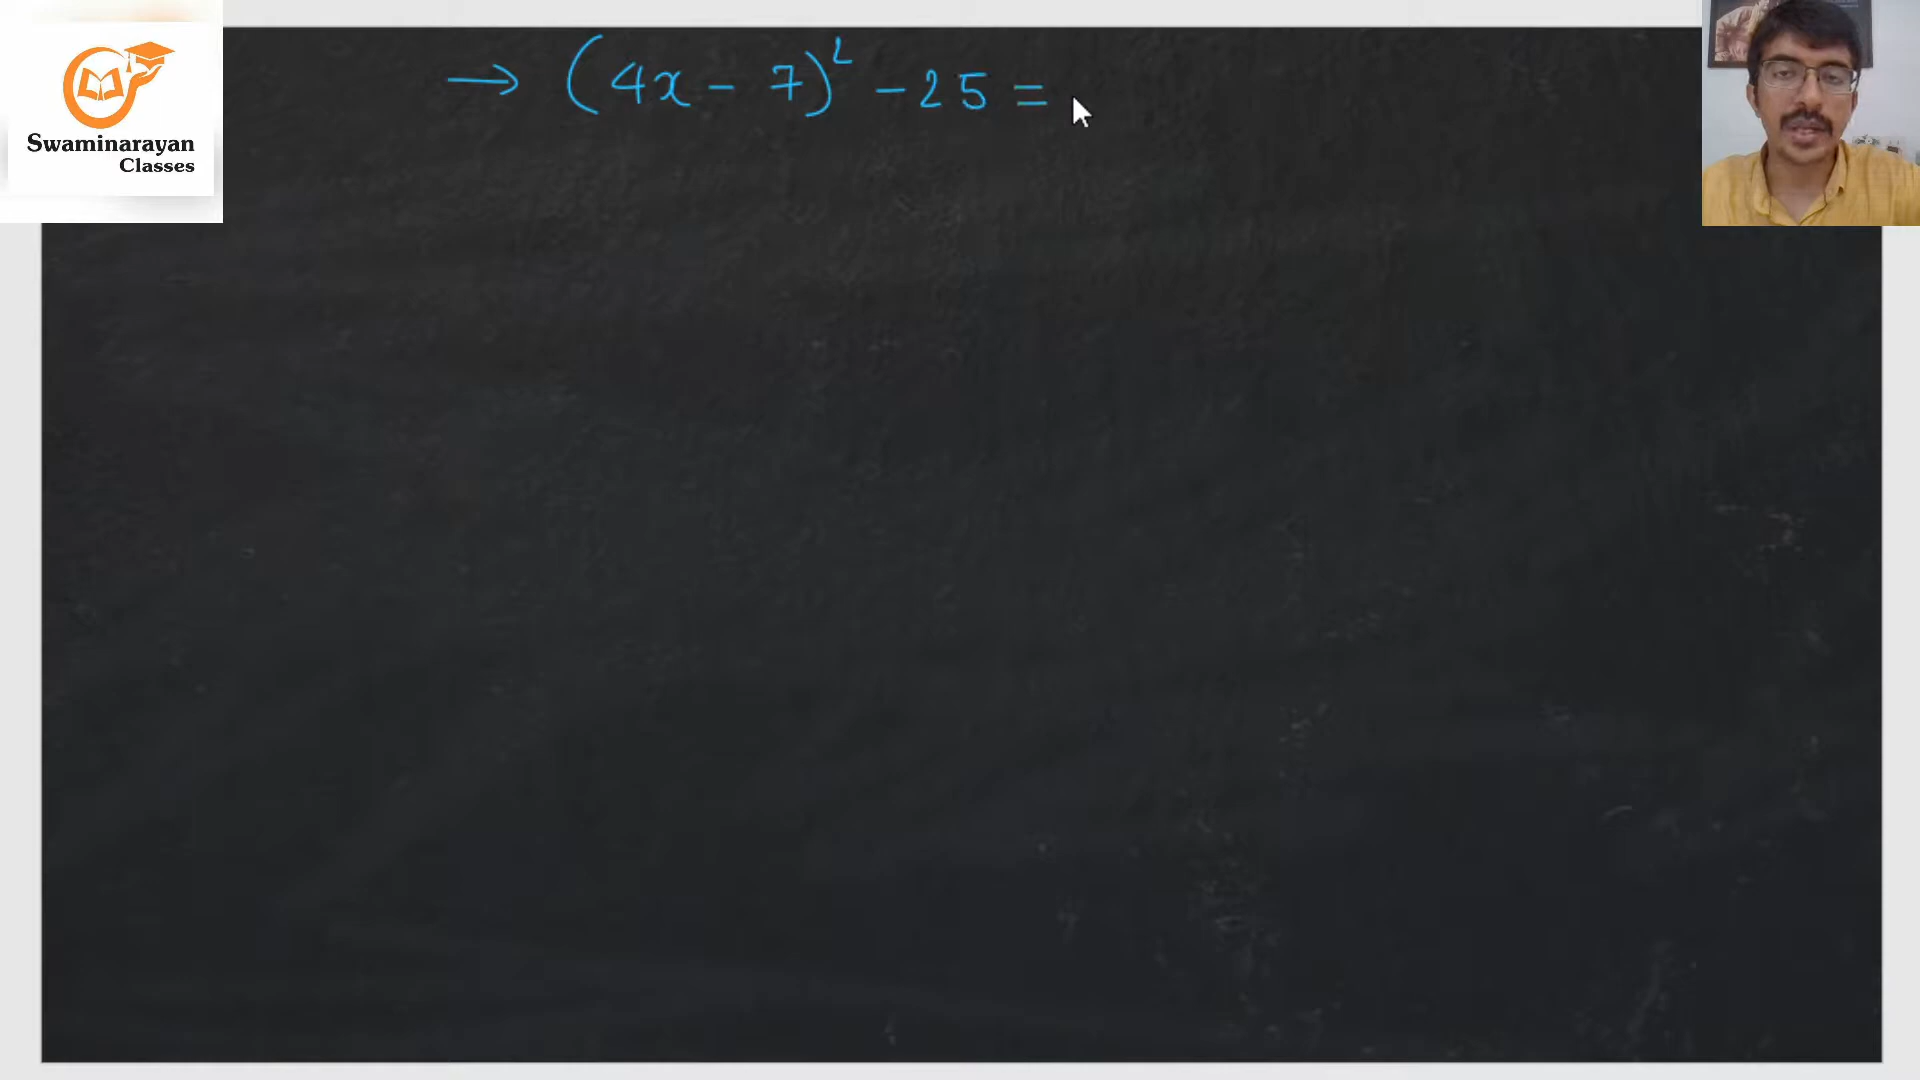 Swaminarayan
Classes
→ (4x - 7)² - 25 =